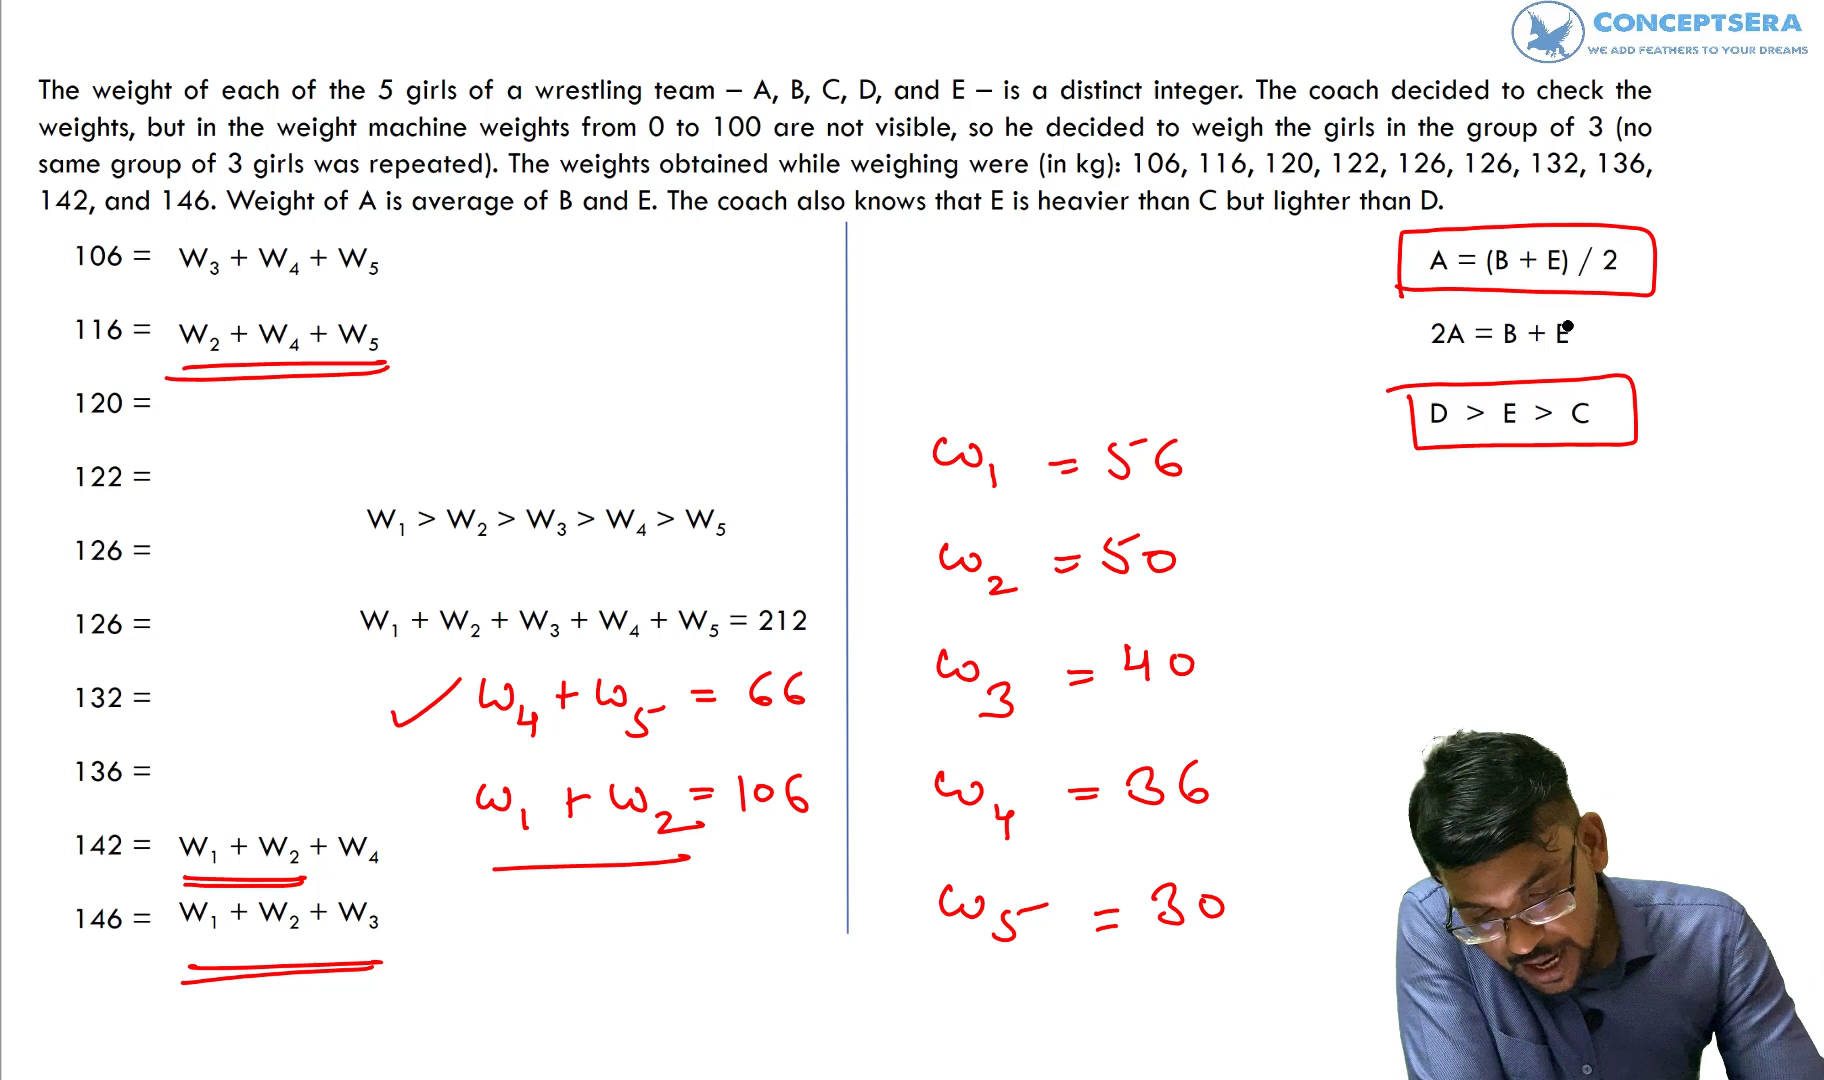 CONCEPTSERA
WE ADD FEATHERS TO YOUR DREAMS
The weight of each of the 5 girls of a wrestling team – A, B, C, D, and E – is a distinct integer. The coach decided to check the
weights, but in the weight machine weights from 0 to 100 are not visible, so he decided to weigh the girls in the group of 3 (no
same group of 3 girls was repeated). The weights obtained while weighing were (in kg): 106, 116, 120, 122, 126, 126, 132, 136,
142, and 146. Weight of A is average of B and E. The coach also knows that E is heavier than C but lighter than D.
106 = W₃ + W₄ + W₅
116 = W₂ + W₄ + W₅
120 =
122 =
126 =
126 =
132 =
136 =
142 = W₁ + W₂ + W₄
146 = W₁ + W₂ + W₃
W₁ > W₂ > W₃ > W₄ > W₅
W₁ + W₂ + W₃ + W₄ + W₅ = 212
✓ W₄ + W₅ = 66
W₁ + W₂ = 106
W₁ = 56
W₂ = 50
W₃ = 40
W₄ = 36
W₅ = 30
A = (B + E) / 2
2A = B + E
D > E > C